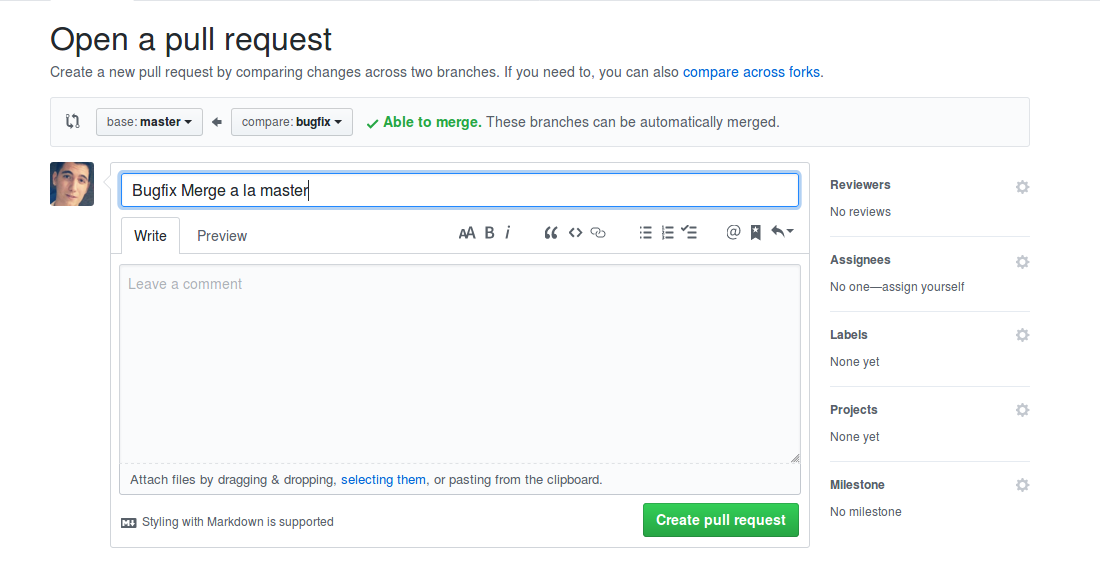 Open a pull request
Create a new pull request by comparing changes across two branches. If you need to, you can also compare across forks.
base: master compare: bugfix Able to merge. These branches can be automatically merged.
Bugfix Merge a la master
Write Preview AA B i
Leave a comment
Attach files by dragging & dropping, selecting them, or pasting from the clipboard.
Styling with Markdown is supported
Create pull request
Reviewers
No reviews
Assignees
No one—assign yourself
Labels
None yet
Projects
None yet
Milestone
No milestone